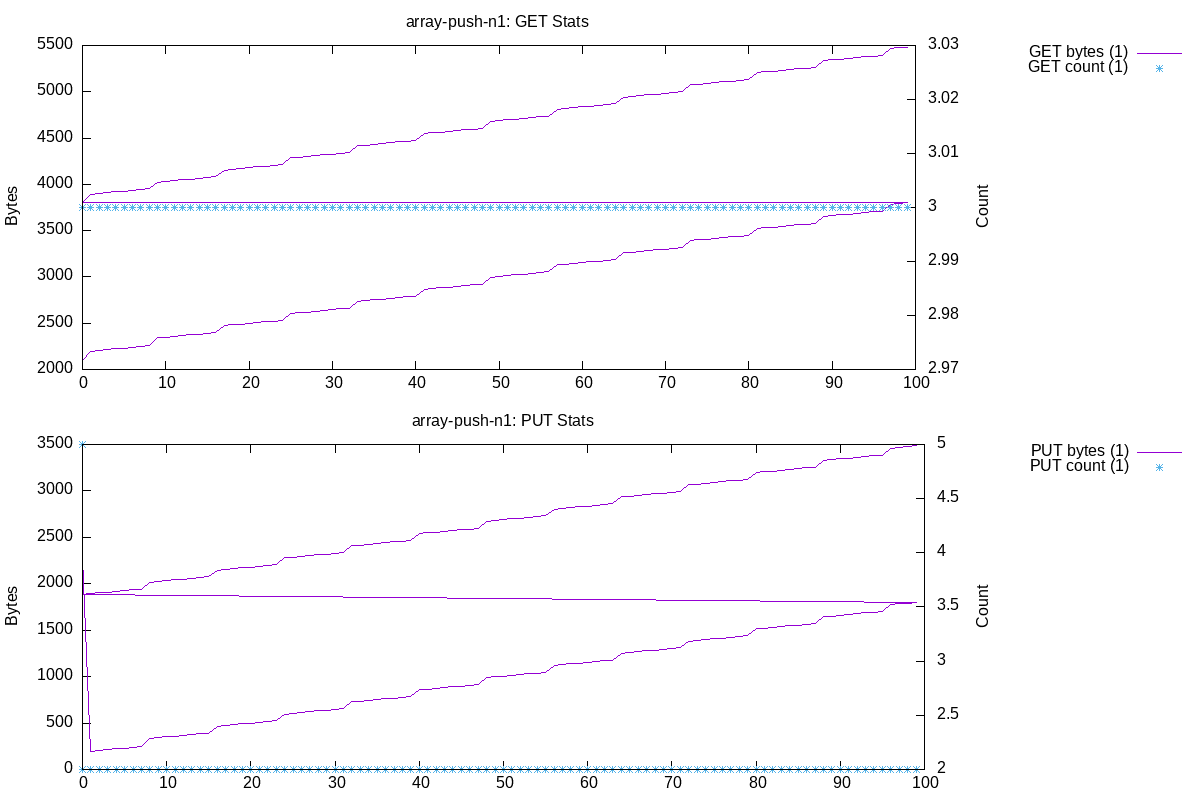 array-push-n1: GET Stats
GET bytes (1)
GET count (1)
5500
5000
4500
4000
3500
3000
2500
2000
Bytes
3.03
3.02
3.01
3
2.99
2.98
2.97
Count
0 10 20 30 40 50 60 70 80 90 100
array-push-n1: PUT Stats
PUT bytes (1)
PUT count (1)
3500
3000
2500
2000
1500
1000
500
0
Bytes
5
4.5
4
3.5
3
2.5
2
Count
0 10 20 30 40 50 60 70 80 90 100